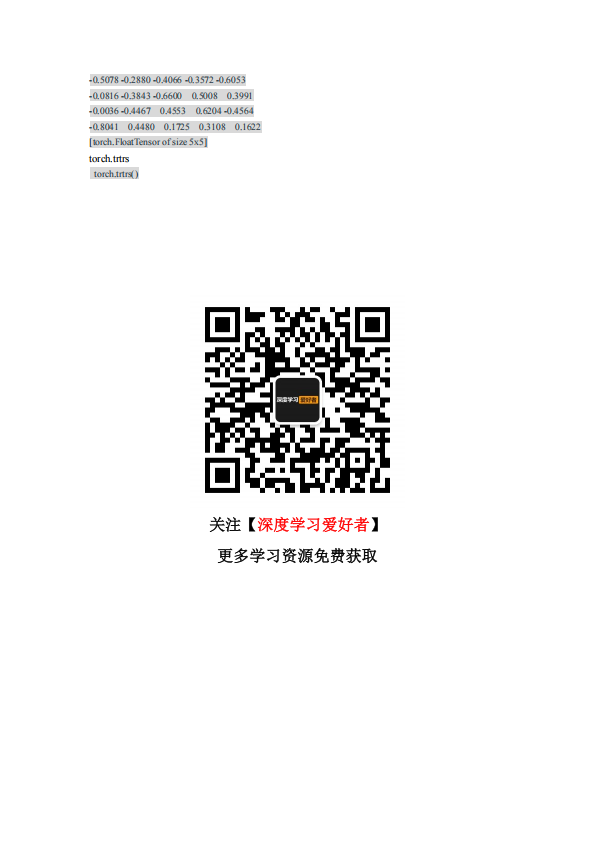 -0.5078 -0.2880 -0.4066 -0.3572 -0.6053
-0.0816 -0.3843 -0.6600 0.5008 0.3991
-0.0036 -0.4467 0.4553 0.6204 -0.4564
-0.8041 0.4480 0.1725 0.3108 0.1622
[torch.FloatTensor of size 5x5]
torch.trtrs
torch.trtrs()
深度学习 爱好者
关注【深度学习爱好者】
更多学习资源免费获取